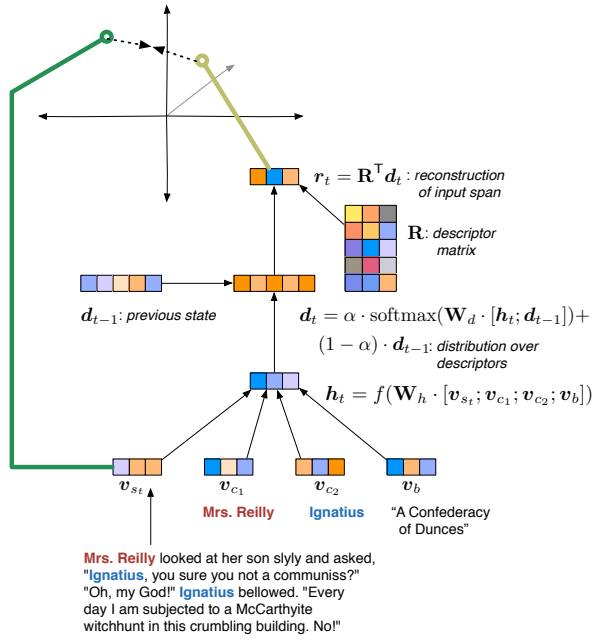 r_t = R^T d_t : reconstruction
of input span
R: descriptor
matrix
d_{t−1}: previous state
d_t = α · softmax(W_d · [h_t; d_{t−1}])+
(1 − α) · d_{t−1}: distribution over
descriptors
h_t = f(W_h · [v_{s_t}; v_{c_1}; v_{c_2}; v_b])
v_{s_t} v_{c_1} v_{c_2} v_b
Mrs. Reilly Ignatius “A Confederacy
of Dunces”
Mrs. Reilly looked at her son slyly and asked,
"Ignatius, you sure you not a communiss?"
"Oh, my God!" Ignatius bellowed. "Every
day I am subjected to a McCarthyite
witchhunt in this crumbling building. No!"